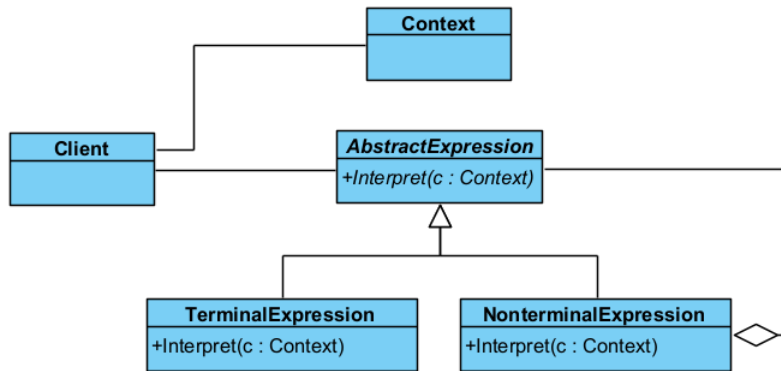 Context
Client
AbstractExpression
+Interpret(c : Context)
TerminalExpression
+Interpret(c : Context)
NonterminalExpression
+Interpret(c : Context)